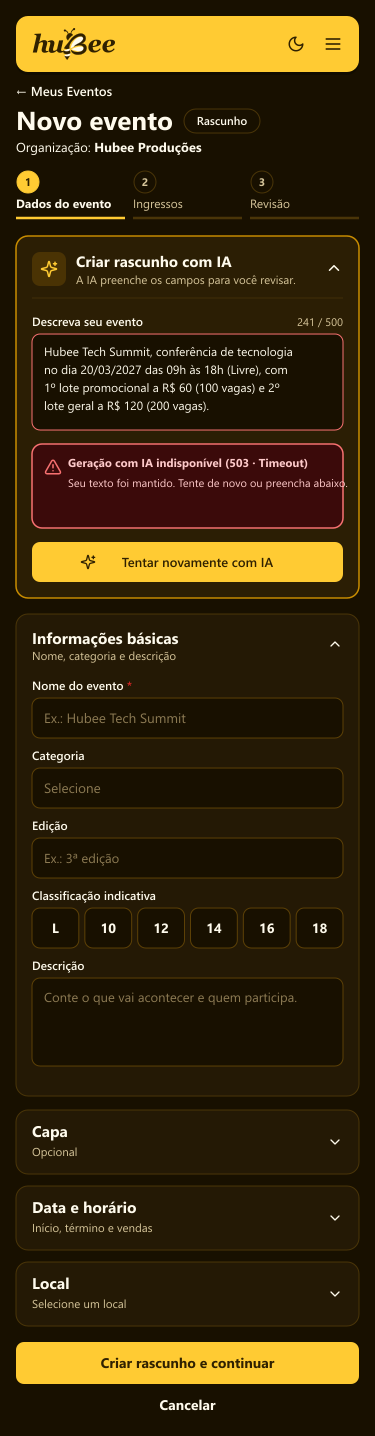 huBee
← Meus Eventos
Novo evento
Rascunho
Organização: Hubee Produções
1
2
3
Dados do evento
Ingressos
Revisão
Criar rascunho com IA
A IA preenche os campos para você revisar.
Descreva seu evento
241 / 500
Hubee Tech Summit, conferência de tecnologia
no dia 20/03/2027 das 09h às 18h (Livre), com
1º lote promocional a R$ 60 (100 vagas) e 2º
lote geral a R$ 120 (200 vagas).
Geração com IA indisponível (503 · Timeout)
Seu texto foi mantido. Tente de novo ou preencha abaixo.
Tentar novamente com IA
Informações básicas
Nome, categoria e descrição
Nome do evento *
Ex.: Hubee Tech Summit
Categoria
Selecione
Edição
Ex.: 3ª edição
Classificação indicativa
L
10
12
14
16
18
Descrição
Conte o que vai acontecer e quem participa.
Capa
Opcional
Data e horário
Início, término e vendas
Local
Selecione um local
Criar rascunho e continuar
Cancelar